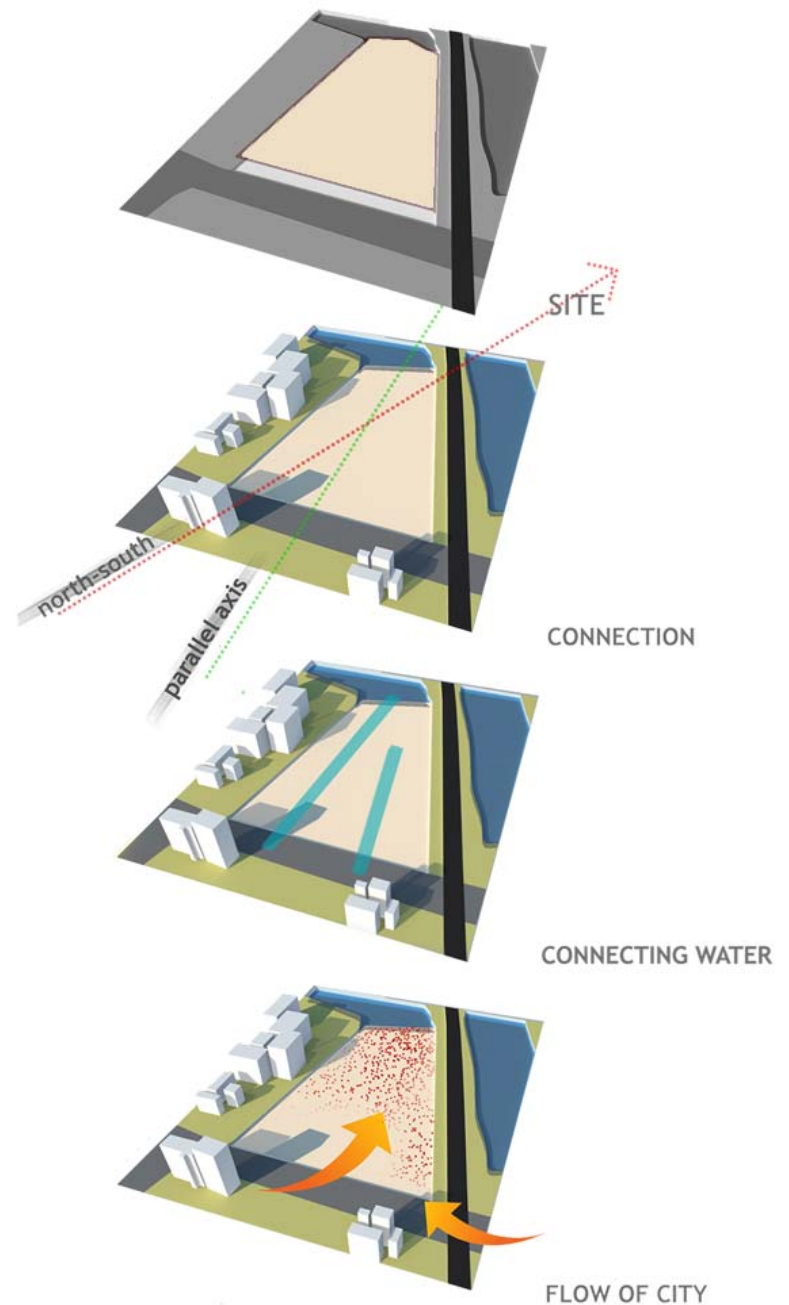 SITE
north-south
parallel axis
CONNECTION
CONNECTING WATER
FLOW OF CITY